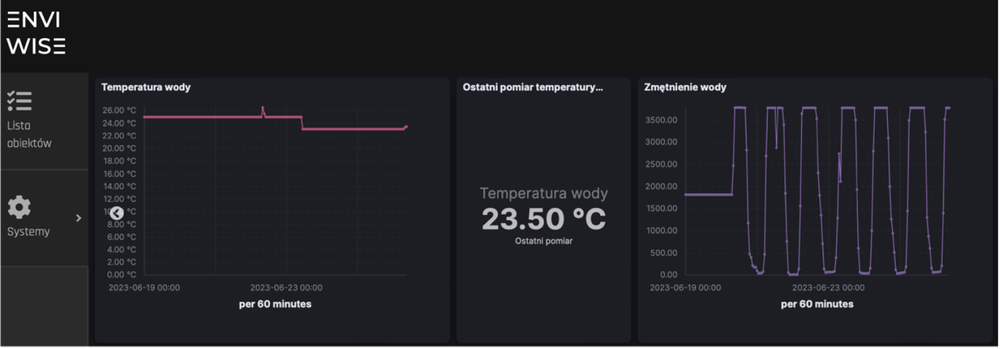 ENVI
WISE
Lista
obiektów
Systemy
Temperatura wody
26.00 °C
24.00 °C
22.00 °C
20.00 °C
18.00 °C
16.00 °C
14.00 °C
12.00 °C
°C
8.00 °C
6.00 °C
4.00 °C
2.00 °C
0.00 °C
2023-06-19 00:00 2023-06-23 00:00
per 60 minutes
Ostatni pomiar temperatury...
Temperatura wody
23.50 °C
Ostatni pomiar
Zmętnienie wody
3500.00
3000.00
2500.00
2000.00
1500.00
1000.00
500.00
0.00
2023-06-19 00:00 2023-06-23 00:00
per 60 minutes